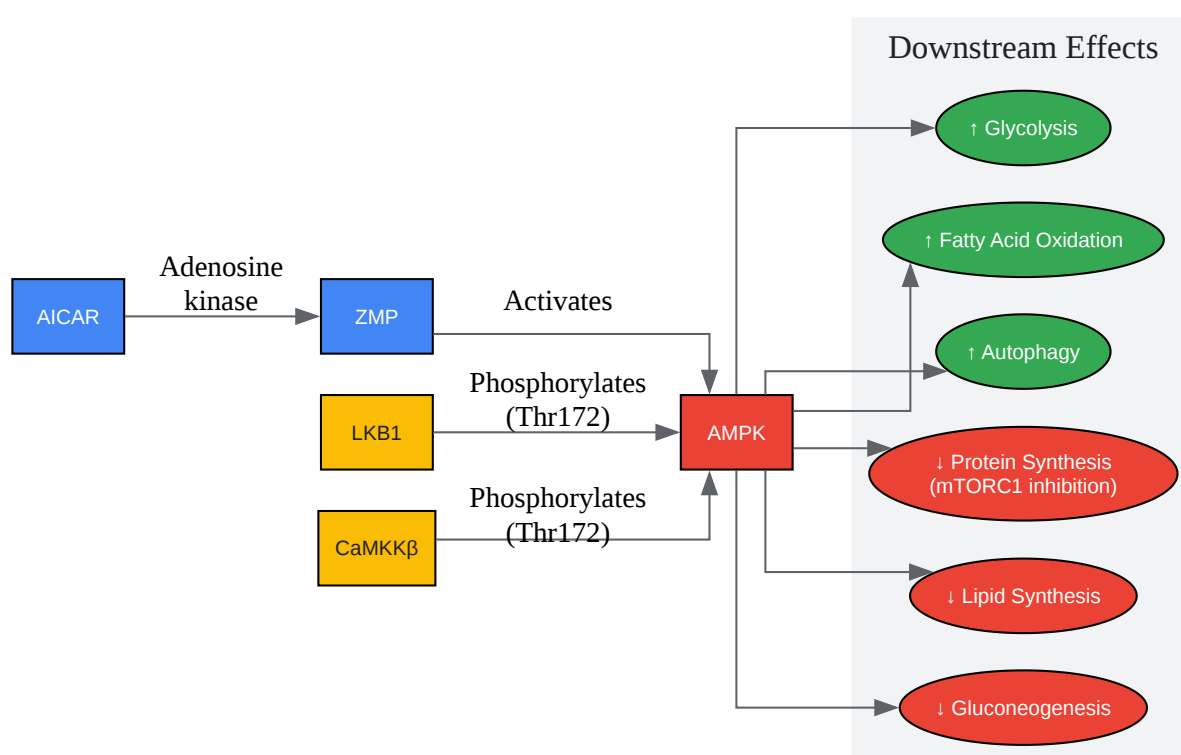 Downstream Effects
↑ Glycolysis
↑ Fatty Acid Oxidation
Adenosine
kinase
AICAR
ZMP
Activates
↑ Autophagy
Phosphorylates
(Thr172)
LKB1
AMPK
↓ Protein Synthesis
(mTORC1 inhibition)
Phosphorylates
(Thr172)
CaMKKβ
↓ Lipid Synthesis
↓ Gluconeogenesis